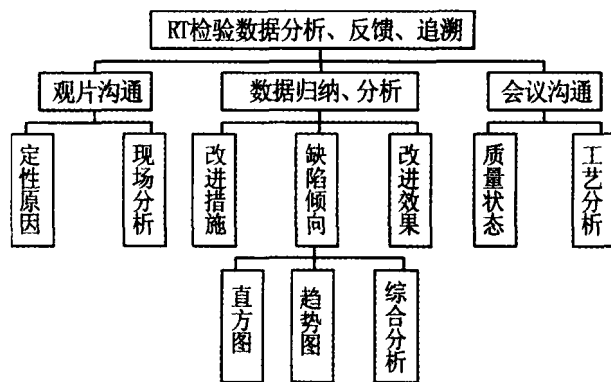 RT检验数据分析、反馈、追溯
观片沟通
数据归纳、分析
会议沟通
定性原因
现场分析
改进措施
缺陷倾向
改进效果
质量状态
工艺分析
直方图
趋势图
综合分析